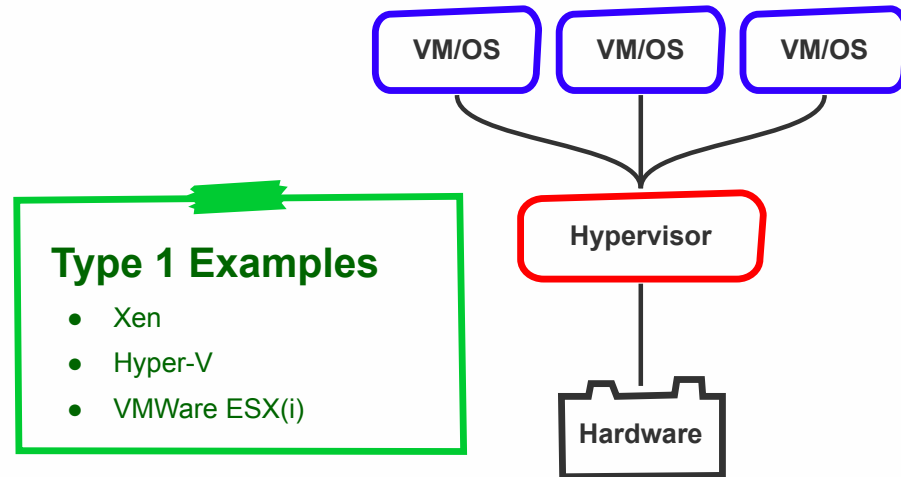 VM/OS
VM/OS
VM/OS
Hypervisor
Hardware
Type 1 Examples
● Xen
● Hyper-V
● VMWare ESX(i)